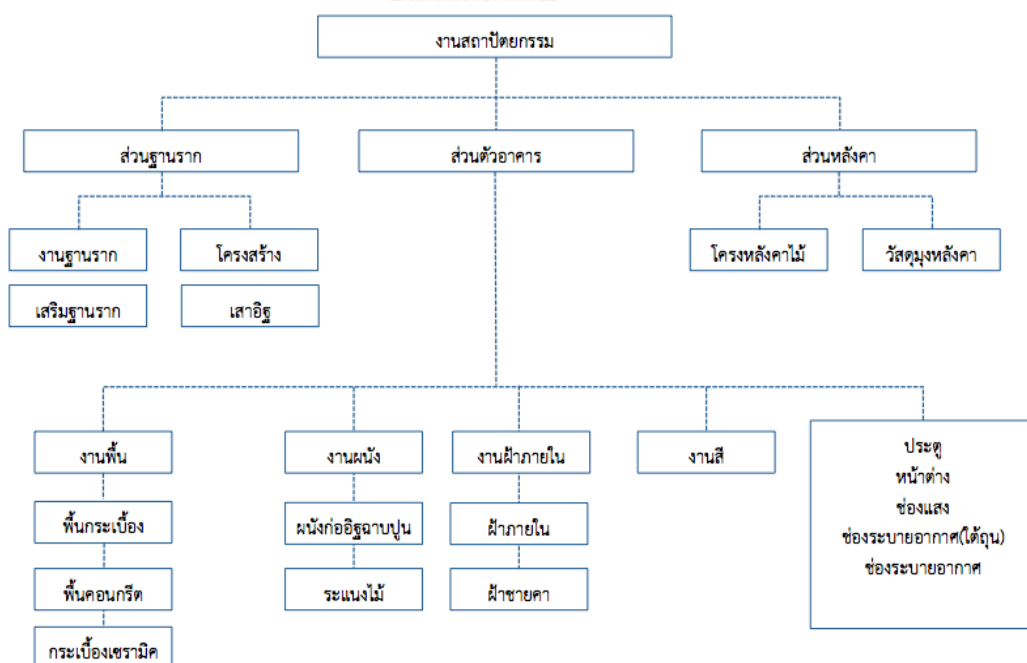 งานสถาปัตยกรรม
ส่วนฐานราก
ส่วนตัวอาคาร
ส่วนหลังคา
งานฐานราก
โครงสร้าง
โครงหลังคาไม้
วัสดุมุงหลังคา
เสริมฐานราก
เสาอิฐ
งานพื้น
งานผนัง
งานฝ้าภายใน
งานสี
ประตู
หน้าต่าง
ช่องแสง
ช่องระบายอากาศ(ใต้ถุน)
ช่องระบายอากาศ
พื้นกระเบื้อง
ผนังก่ออิฐฉาบปูน
ฝ้าภายใน
พื้นคอนกรีต
ระแนงไม้
ฝ้าชายคา
กระเบื้องเซรามิค